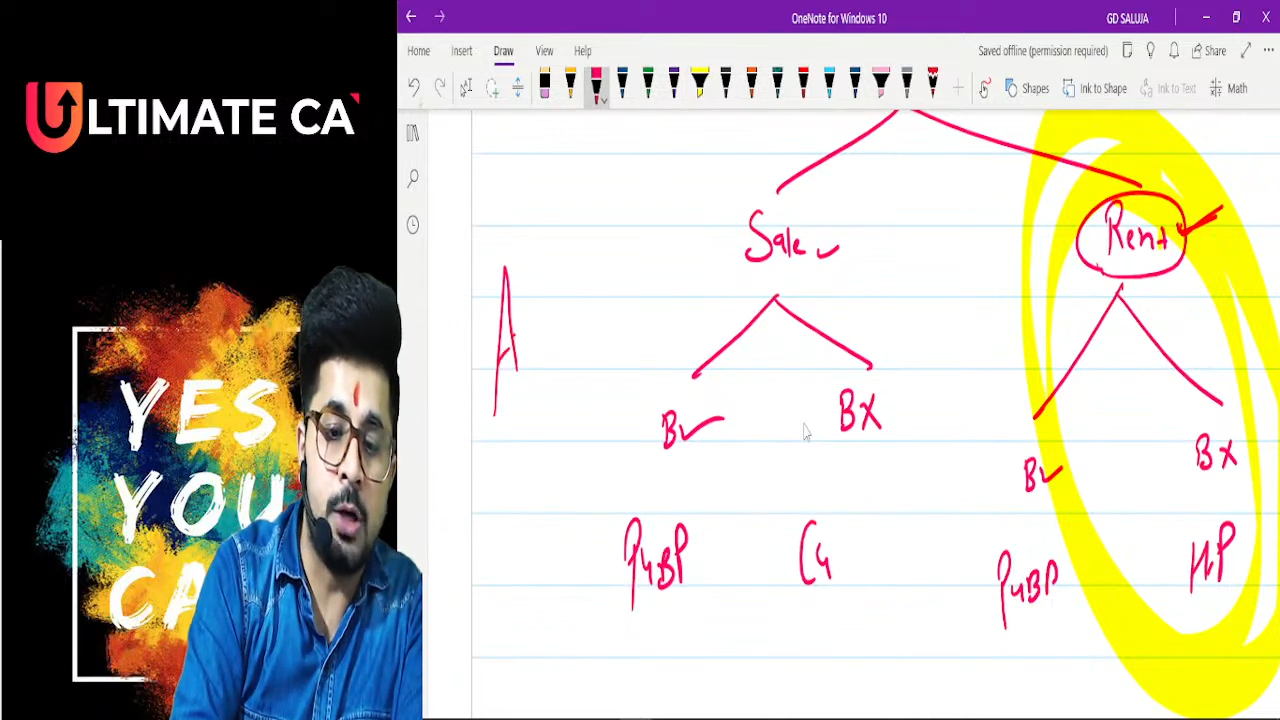 OneNote for Windows 10
GD SALUJA
Home Insert Draw View Help
Saved offline (permission required)
Share
Shapes
Ink to Shape
Ink to Text
Math
ULTIMATE CA
YES
YOU
CA
Sale ✓
Rent ✓
A
B✓
BX
B✓
BX
PGBP
CG
PGBP
HP